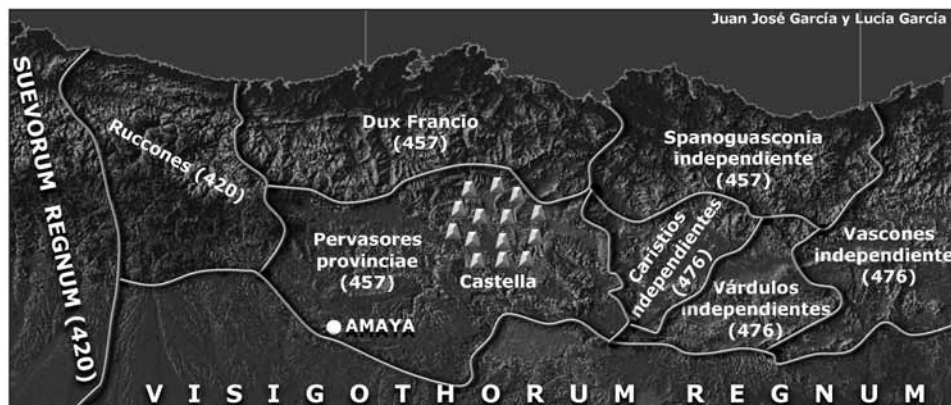 Juan José García y Lucía García
SUEVORUM REGNUM (420)
Ruccones (420)
Dux Francio
(457)
Spanoguasconia
independiente
(457)
Pervasores
provinciae
(457)
Castella
Caristios
independientes
(476)
Várdulos
independientes
(476)
Vascones
independiente
(476)
AMAYA
VISIGOTHORUM REGNUM